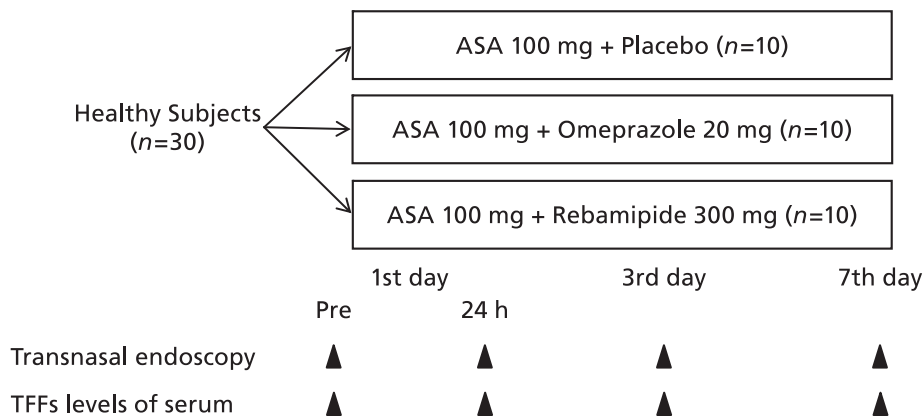 ASA 100 mg + Placebo (n=10)
Healthy Subjects
(n=30)
ASA 100 mg + Omeprazole 20 mg (n=10)
ASA 100 mg + Rebamipide 300 mg (n=10)
1st day 3rd day 7th day
Pre 24 h
Transnasal endoscopy
TFFs levels of serum